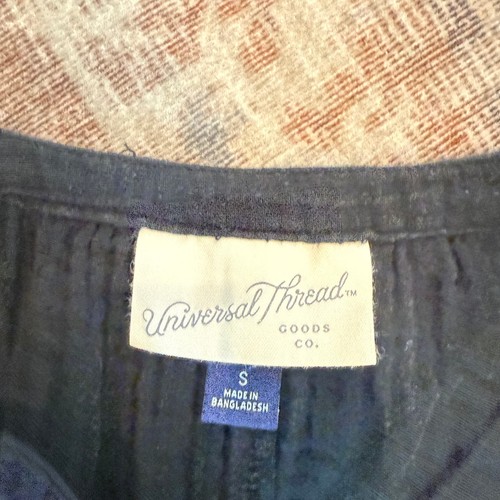 Universal Thread™
GOODS
CO.
S
MADE IN
BANGLADESH